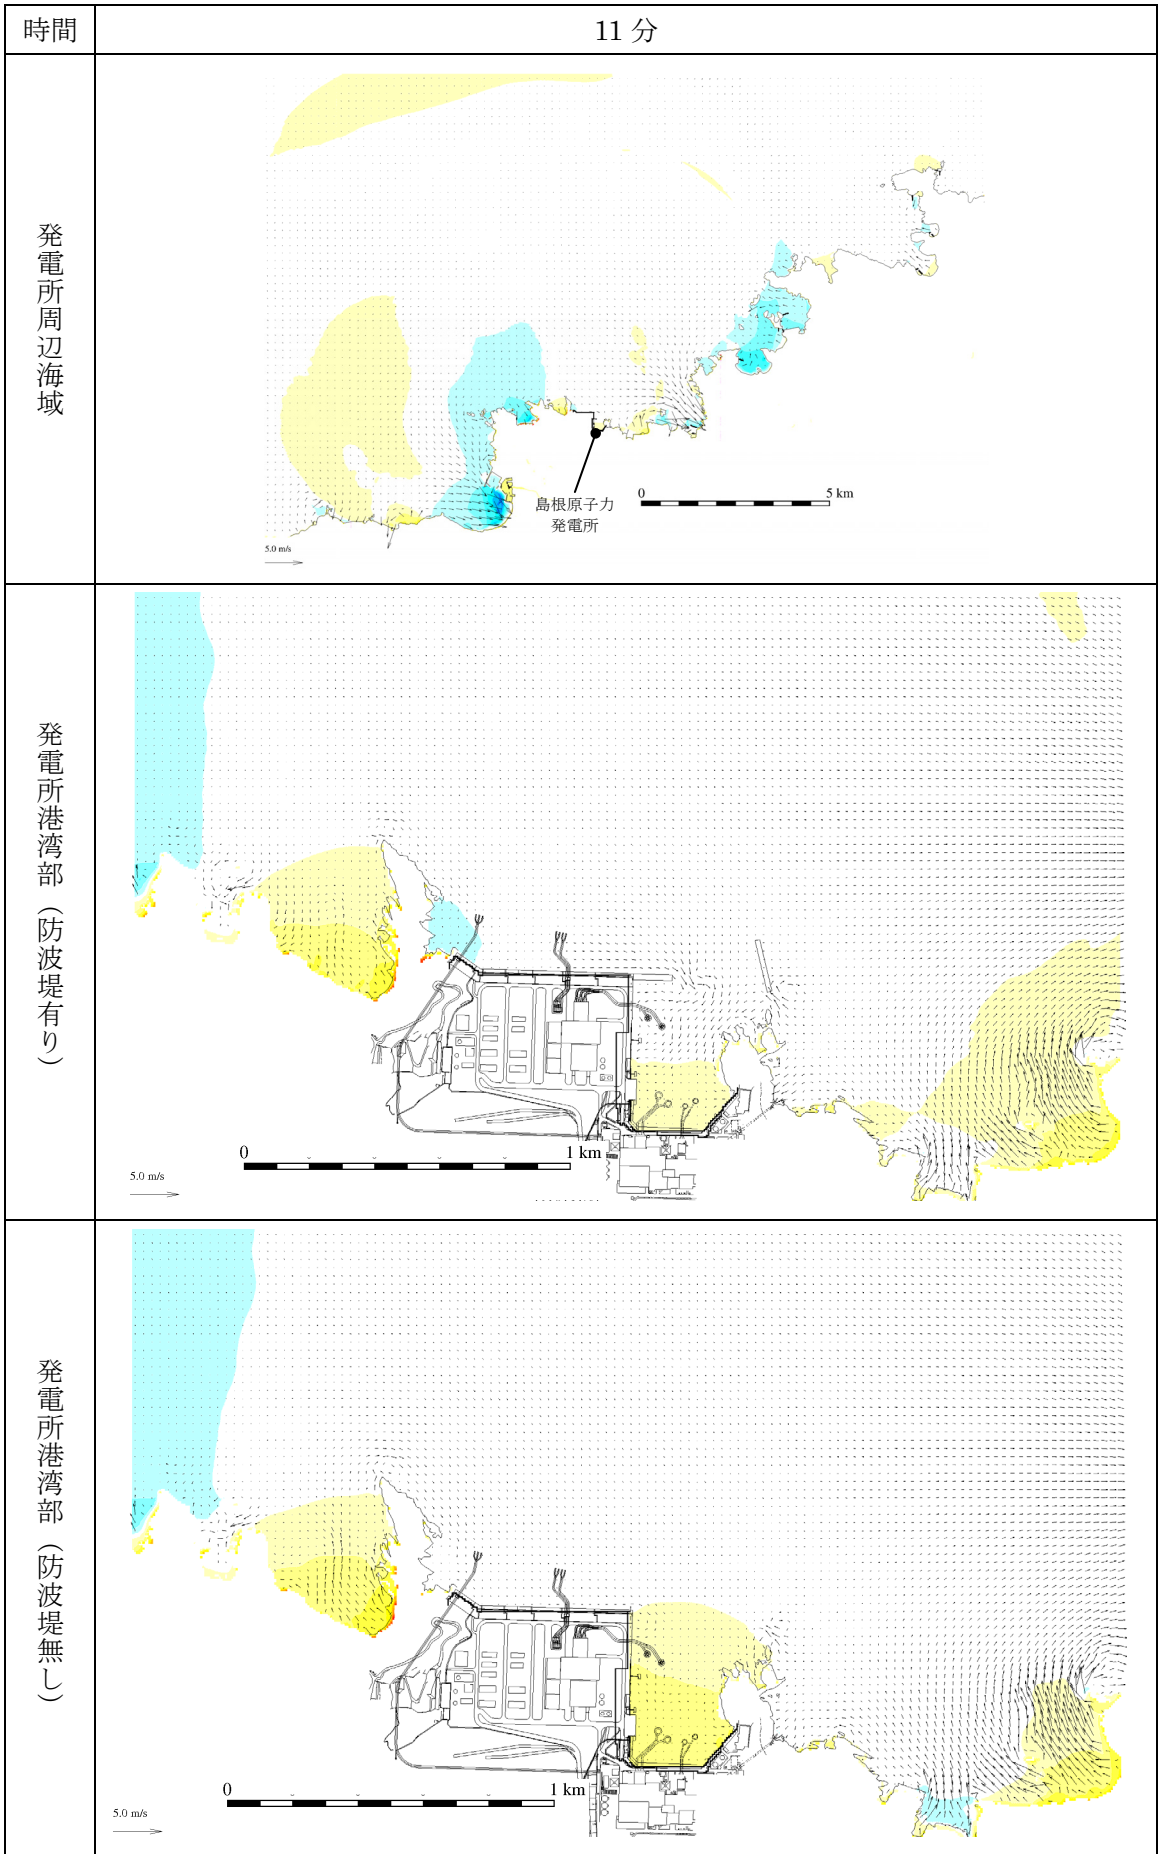 時間
11 分
発電所周辺海域
島根原子力
発電所
0
5 km
5.0 m/s
発電所港湾部（防波堤有り）
0
1 km
5.0 m/s
発電所港湾部（防波堤無し）
0
1 km
5.0 m/s